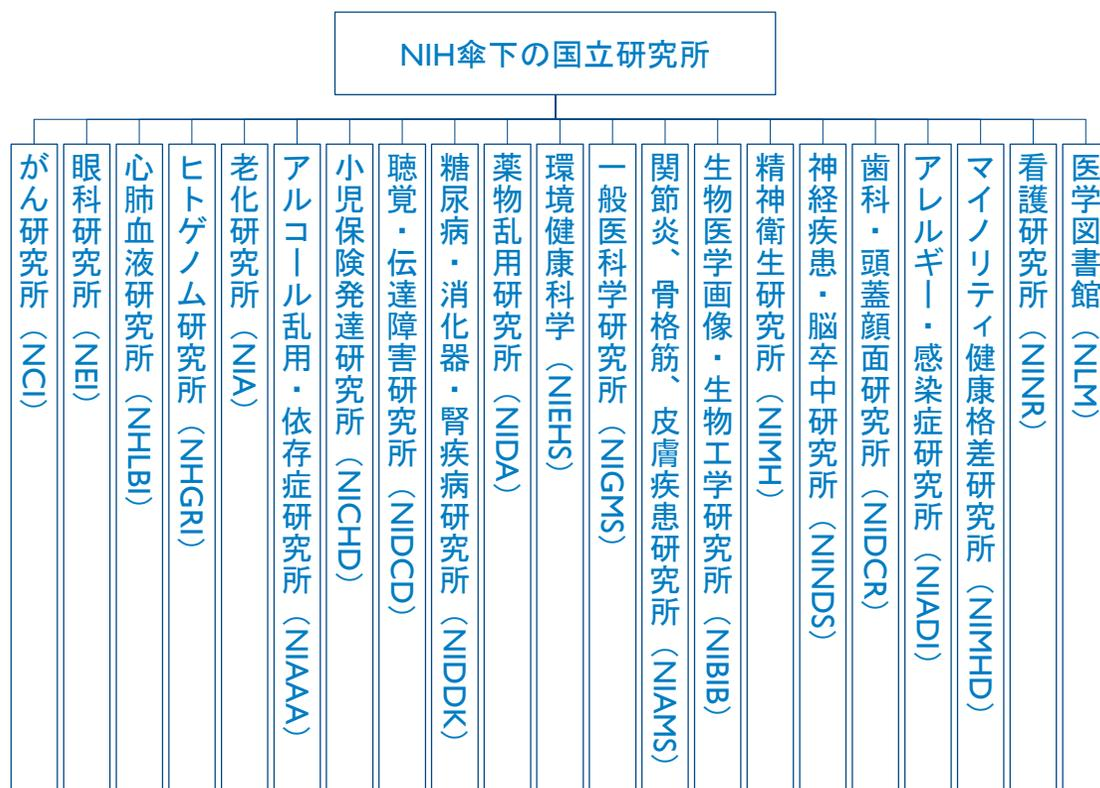 NIH傘下の国立研究所
がん研究所（NCI）
眼科研究所（NEI）
心肺血液研究所（NHLBI）
ヒトゲノム研究所（NHGRI）
老化研究所（NIA）
アルコール乱用・依存症研究所（NIAAA）
小児保険発達研究所（NICHD）
聴覚・伝達障害研究所（NIDCD）
糖尿病・消化器・腎疾病研究所（NIDDK）
薬物乱用研究所（NIDA）
環境健康科学（NIEHS）
一般医科学研究所（NIGMS）
関節炎、骨格筋、皮膚疾患研究所（NIAMS）
生物医学画像・生物工学研究所（NIBIB）
精神衛生研究所（NIMH）
神経疾患・脳卒中研究所（NINDS）
歯科・頭蓋顔面研究所（NIDCR）
アレルギー・感染症研究所（NIADI）
マイノリティ健康格差研究所（NIMHD）
看護研究所（NINR）
医学図書館（NLM）